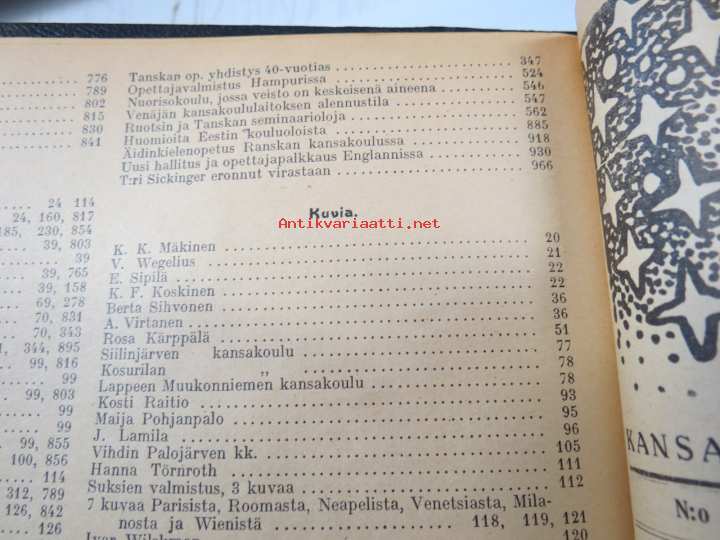 776
789
802
815
830
841
24 114
24, 160, 817
185, 230, 854
39, 803
39
39, 765
39, 158
69, 278
70, 831
70, 343
344, 895
99, 816
99
99, 803
99
99
99, 855
100, 856
114
312, 789
126, 842
126
Tanskan op. yhdistys 40-vuotias 347
Opettajavalmistus Hampurissa 524
Nuorisokoulu, jossa veisto on keskeisenä aineena 546
Venäjän kansakoululaitoksen alennustila 547
Ruotsin ja Tanskan seminaarioloja 562
Huomioita Eestin kouluoloista 885
Äidinkielenopetus Ranskan kansakoulussa 918
Uusi hallitus ja opettajapalkkaus Englannissa 930
T:ri Sickinger eronnut virastaan 966
Kuvia.
Antikvariaatti.net
K. K. Mäkinen 20
V. Wegelius 21
E. Sipilä 22
K. F. Koskinen 22
Berta Sihvonen 36
A. Virtanen 36
Rosa Kärppälä 51
Siilinjärven kansakoulu 77
Kosurilan „ 78
Lappeen Muukonniemen kansakoulu 78
Kosti Raitio 93
Maija Pohjanpalo 95
J. Lamila 96
Vihdin Palojärven kk. 105
Hanna Törnroth 111
Suksien valmistus, 3 kuvaa 112
7 kuvaa Parisista, Roomasta, Neapelista, Venetsiasta, Mila-
nosta ja Wienistä 118, 119, 121
120
KANSA
N:o